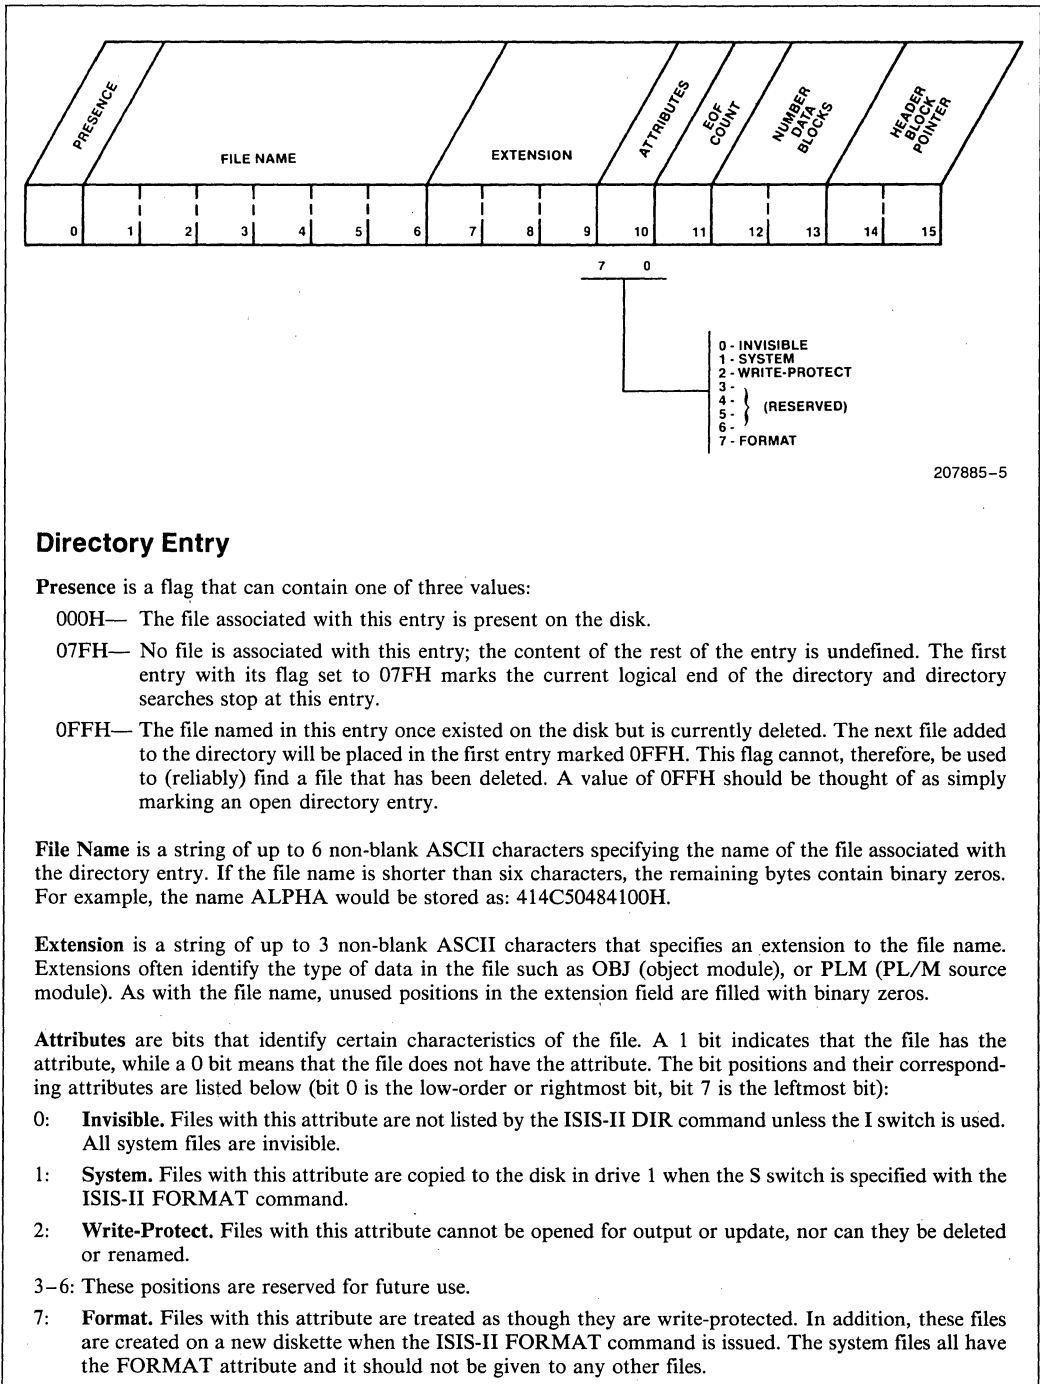 PRESENCE
FILE NAME
EXTENSION
ATTRIBUTES
EOF
COUNT
NUMBER
DATA
BLOCKS
HEADER
BLOCK
POINTER
0 1 2 3 4 5 6 7 8 9 10 11 12 13 14 15
7 0
0 - INVISIBLE
1 - SYSTEM
2 - WRITE-PROTECT
3 -
4 -
5 -
6 -
(RESERVED)
7 - FORMAT
207885–5
Directory Entry
Presence is a flag that can contain one of three values:
000H— The file associated with this entry is present on the disk.
07FH— No file is associated with this entry; the content of the rest of the entry is undefined. The first
entry with its flag set to 07FH marks the current logical end of the directory and directory
searches stop at this entry.
0FFH— The file named in this entry once existed on the disk but is currently deleted. The next file added
to the directory will be placed in the first entry marked 0FFH. This flag cannot, therefore, be used
to (reliably) find a file that has been deleted. A value of 0FFH should be thought of as simply
marking an open directory entry.
File Name is a string of up to 6 non-blank ASCII characters specifying the name of the file associated with
the directory entry. If the file name is shorter than six characters, the remaining bytes contain binary zeros.
For example, the name ALPHA would be stored as: 414C50484100H.
Extension is a string of up to 3 non-blank ASCII characters that specifies an extension to the file name.
Extensions often identify the type of data in the file such as OBJ (object module), or PLM (PL/M source
module). As with the file name, unused positions in the extension field are filled with binary zeros.
Attributes are bits that identify certain characteristics of the file. A 1 bit indicates that the file has the
attribute, while a 0 bit means that the file does not have the attribute. The bit positions and their correspond-
ing attributes are listed below (bit 0 is the low-order or rightmost bit, bit 7 is the leftmost bit):
0: Invisible. Files with this attribute are not listed by the ISIS-II DIR command unless the I switch is used.
All system files are invisible.
1: System. Files with this attribute are copied to the disk in drive 1 when the S switch is specified with the
ISIS-II FORMAT command.
2: Write-Protect. Files with this attribute cannot be opened for output or update, nor can they be deleted
or renamed.
3–6: These positions are reserved for future use.
7: Format. Files with this attribute are treated as though they are write-protected. In addition, these files
are created on a new diskette when the ISIS-II FORMAT command is issued. The system files all have
the FORMAT attribute and it should not be given to any other files.